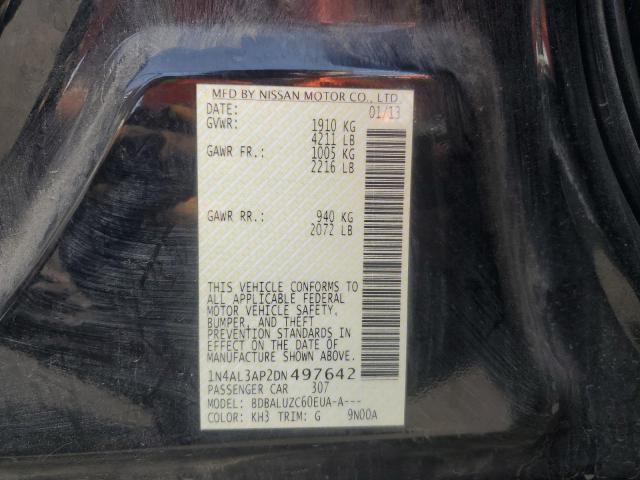 MFD BY NISSAN MOTOR CO., LTD
DATE: 01/13
GVWR: 1910 KG
4211 LB
GAWR FR.: 1005 KG
2216 LB
GAWR RR.: 940 KG
2072 LB
THIS VEHICLE CONFORMS TO
ALL APPLICABLE FEDERAL
MOTOR VEHICLE SAFETY,
BUMPER, AND THEFT
PREVENTION STANDARDS IN
EFFECT ON THE DATE OF
MANUFACTURE SHOWN ABOVE.
1N4AL3AP2DN497642
PASSENGER CAR 307
MODEL: BDBALUZC60EUA-A---
COLOR: KH3 TRIM: G 9N00A